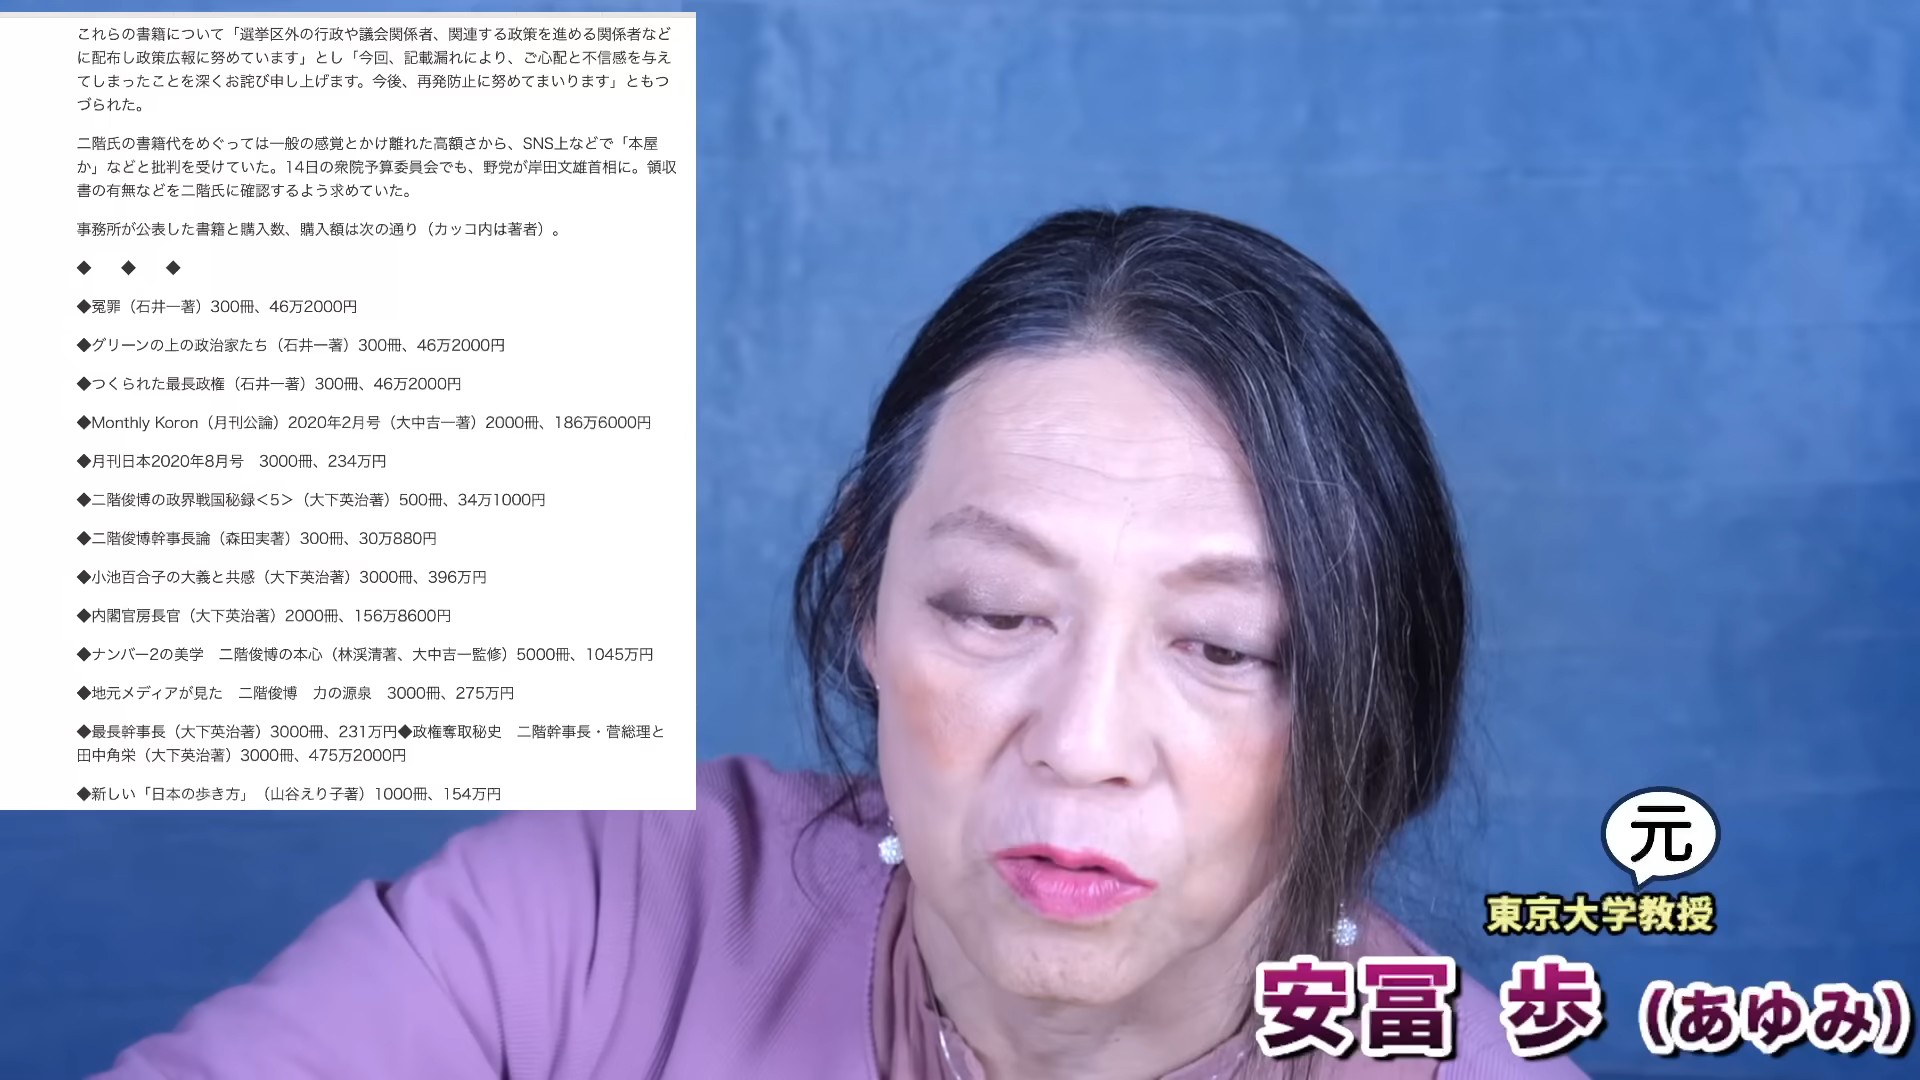 これらの書籍について「選挙区外の行政や議会関係者、関連する政策を進める関係者など
に配布し政策広報に努めています」とし「今回、記載漏れにより、ご心配と不信感を与え
てしまったことを深くお詫び申し上げます。今後、再発防止に努めてまいります」ともつ
づられた。
二階氏の書籍代をめぐっては一般の感覚とかけ離れた高額さから、SNS上などで「本屋
か」などと批判を受けていた。14日の衆院予算委員会でも、野党が岸田文雄首相に。領収
書の有無などを二階氏に確認するよう求めていた。
事務所が公表した書籍と購入数、購入額は次の通り（カッコ内は著者）。
◆　◆　◆
◆冤罪（石井一著）300冊、46万2000円
◆グリーンの上の政治家たち（石井一著）300冊、46万2000円
◆つくられた最長政権（石井一著）300冊、46万2000円
◆Monthly Koron（月刊公論）2020年2月号（大中吉一著）2000冊、186万6000円
◆月刊日本2020年8月号　3000冊、234万円
◆二階俊博の政界戦国秘録＜5＞（大下英治著）500冊、34万1000円
◆二階俊博幹事長論（森田実著）300冊、30万880円
◆小池百合子の大義と共感（大下英治著）3000冊、396万円
◆内閣官房長官（大下英治著）2000冊、156万8600円
◆ナンバー2の美学　二階俊博の本心（林渓清著、大中吉一監修）5000冊、1045万円
◆地元メディアが見た　二階俊博　力の源泉　3000冊、275万円
◆最長幹事長（大下英治著）3000冊、231万円◆政権奪取秘史　二階幹事長・菅総理と
田中角栄（大下英治著）3000冊、475万2000円
◆新しい「日本の歩き方」（山谷えり子著）1000冊、154万円
元
東京大学教授
安冨 歩（あゆみ）